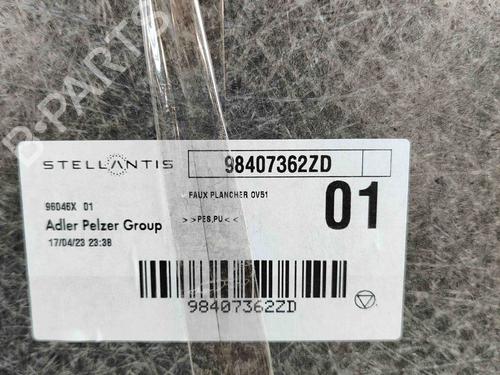 B-PARTS
STELLANTIS
98407362ZD
FAUX PLANCHER OV51
01
96046X 01
>>PES,PU<<
Adler Pelzer Group
17/04/23 23:38
98407362ZD